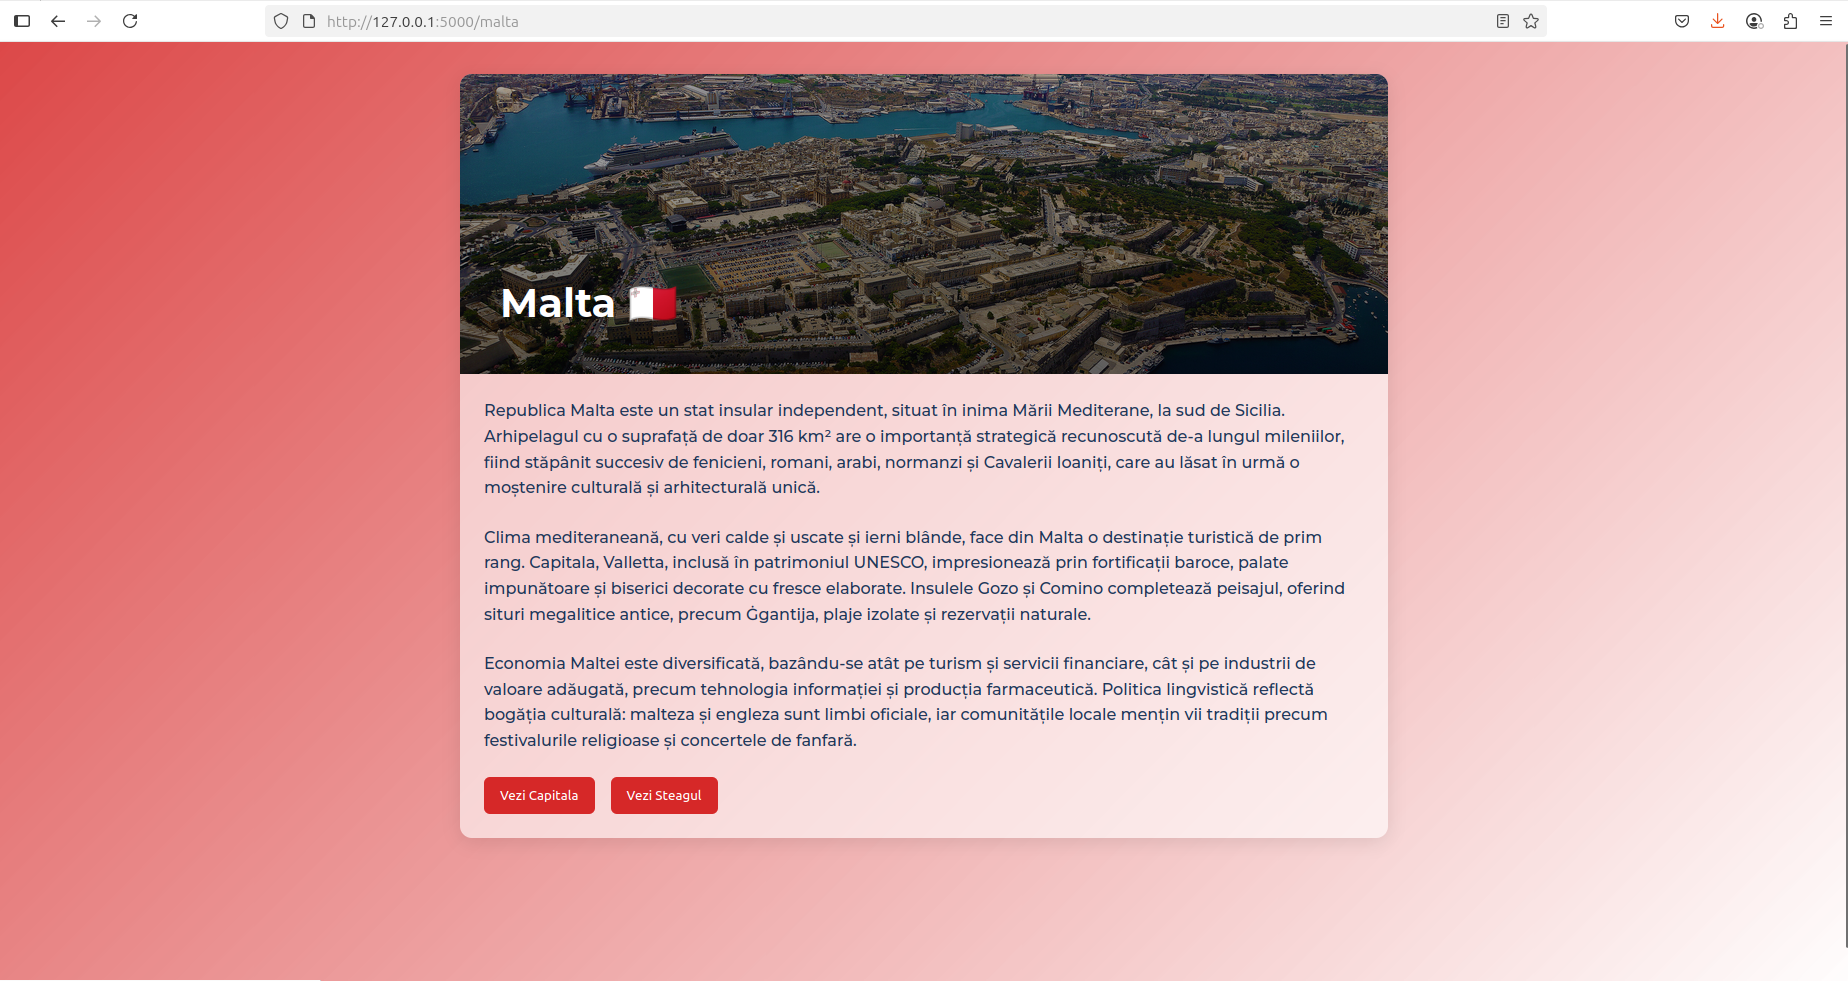 http://127.0.0.1:5000/malta
Malta 🇲🇹
Republica Malta este un stat insular independent, situat în inima Mării Mediterane, la sud de Sicilia.
Arhipelagul cu o suprafață de doar 316 km² are o importanță strategică recunoscută de-a lungul mileniilor,
fiind stăpânit succesiv de fenicieni, romani, arabi, normanzi și Cavalerii Ioaniți, care au lăsat în urmă o
moștenire culturală și arhitecturală unică.
Clima mediteraneană, cu veri calde și uscate și ierni blânde, face din Malta o destinație turistică de prim
rang. Capitala, Valletta, inclusă în patrimoniul UNESCO, impresionează prin fortificații baroce, palate
impunătoare și biserici decorate cu fresce elaborate. Insulele Gozo și Comino completează peisajul, oferind
situri megalitice antice, precum Ġgantija, plaje izolate și rezervații naturale.
Economia Maltei este diversificată, bazându-se atât pe turism și servicii financiare, cât și pe industrii de
valoare adăugată, precum tehnologia informației și producția farmaceutică. Politica lingvistică reflectă
bogăția culturală: malteza și engleza sunt limbi oficiale, iar comunitățile locale mențin vii tradiții precum
festivalurile religioase și concertele de fanfară.
Vezi Capitala
Vezi Steagul